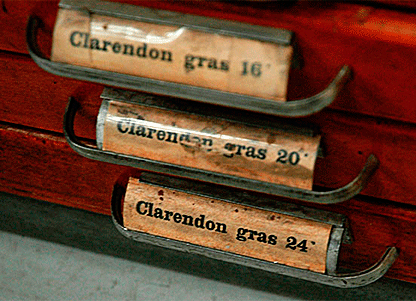 Clarendon gras 16
Clarendon gras 20
Clarendon gras 24